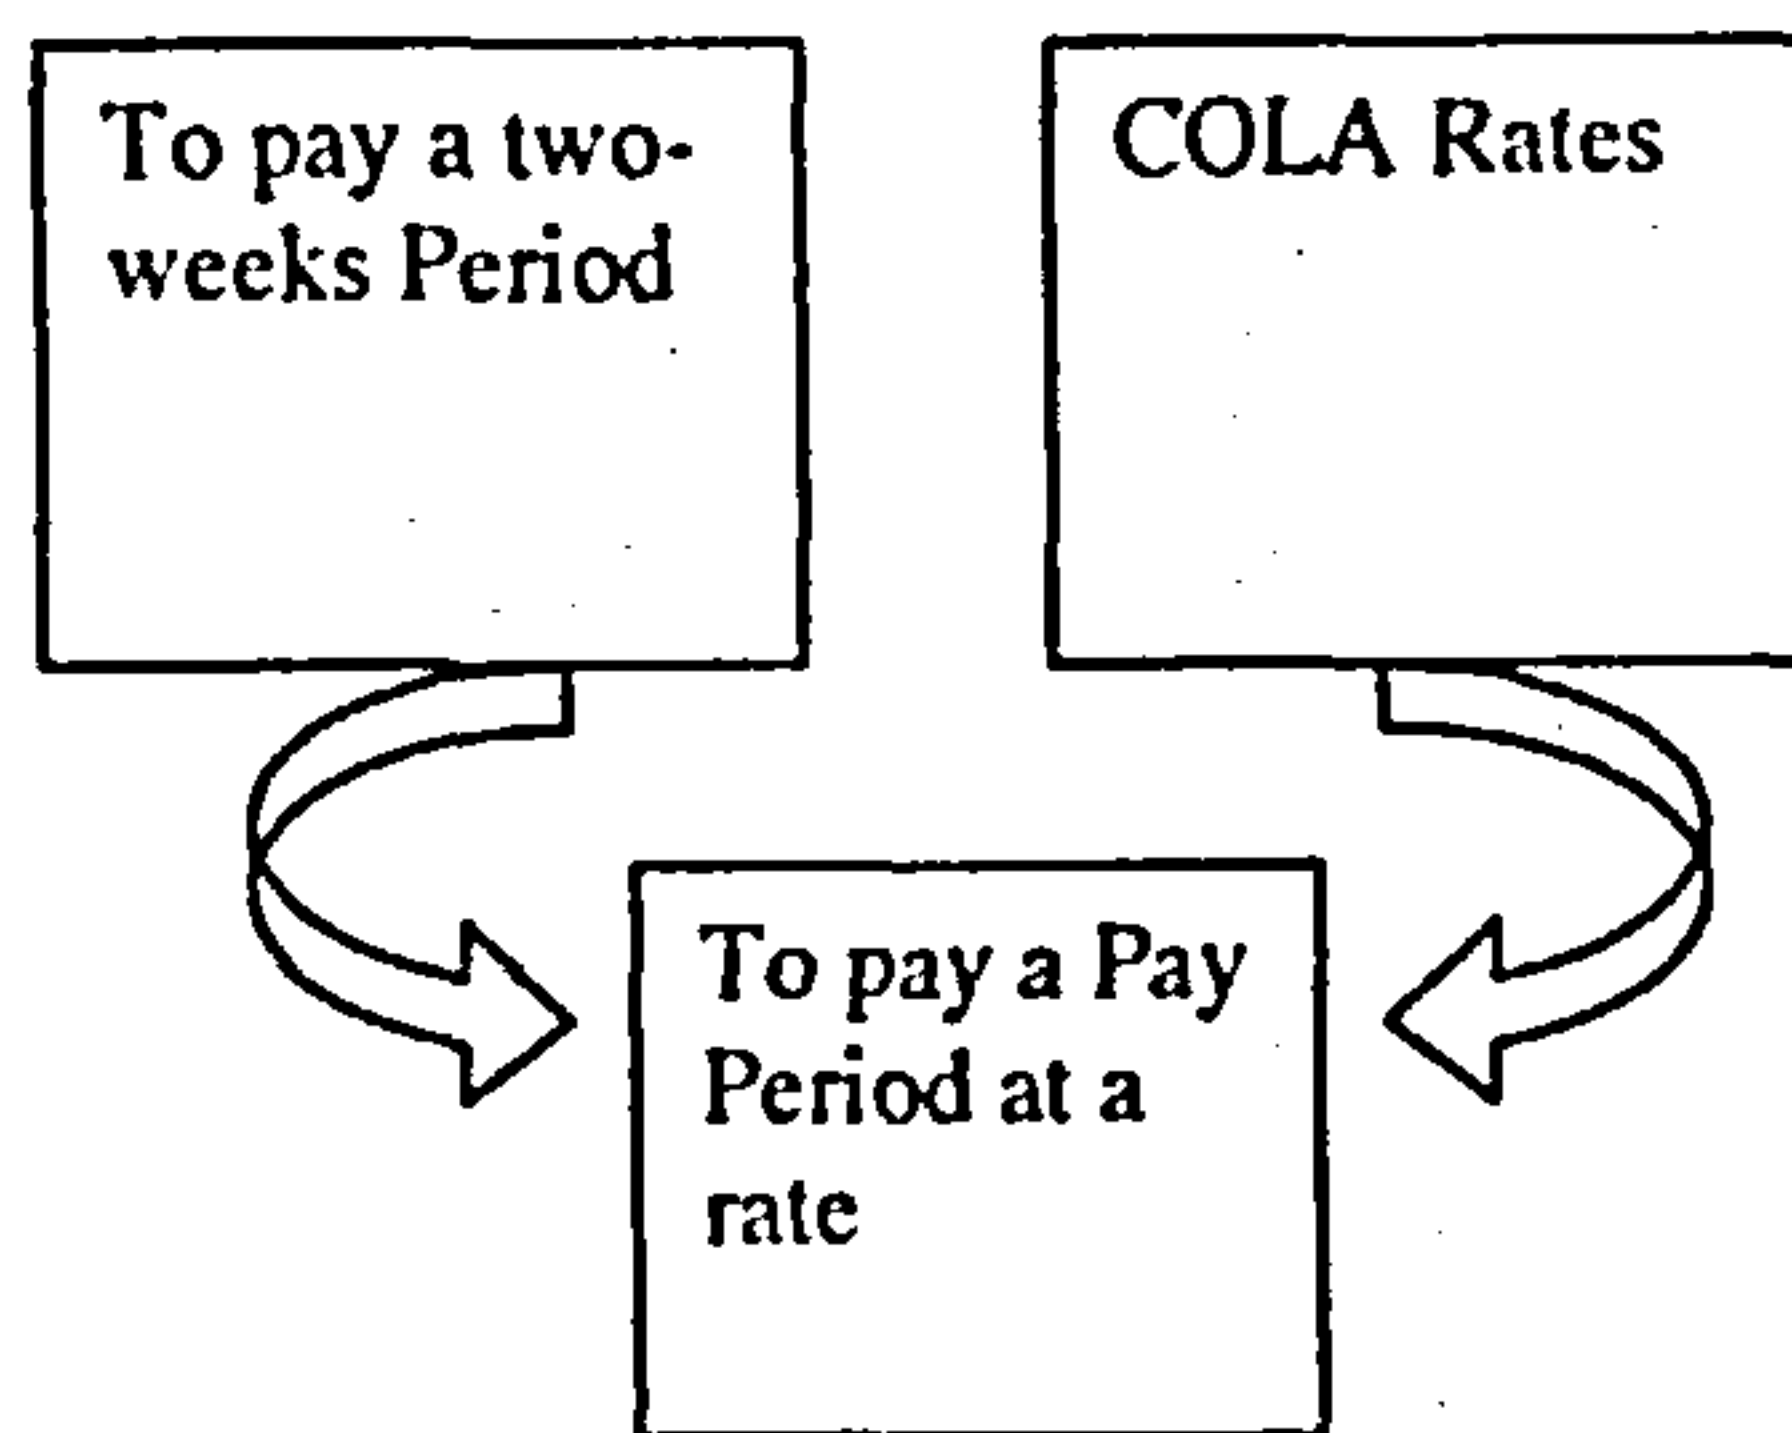 To pay a two-
weeks Period
COLA Rates
To pay a Pay
Period at a
rate